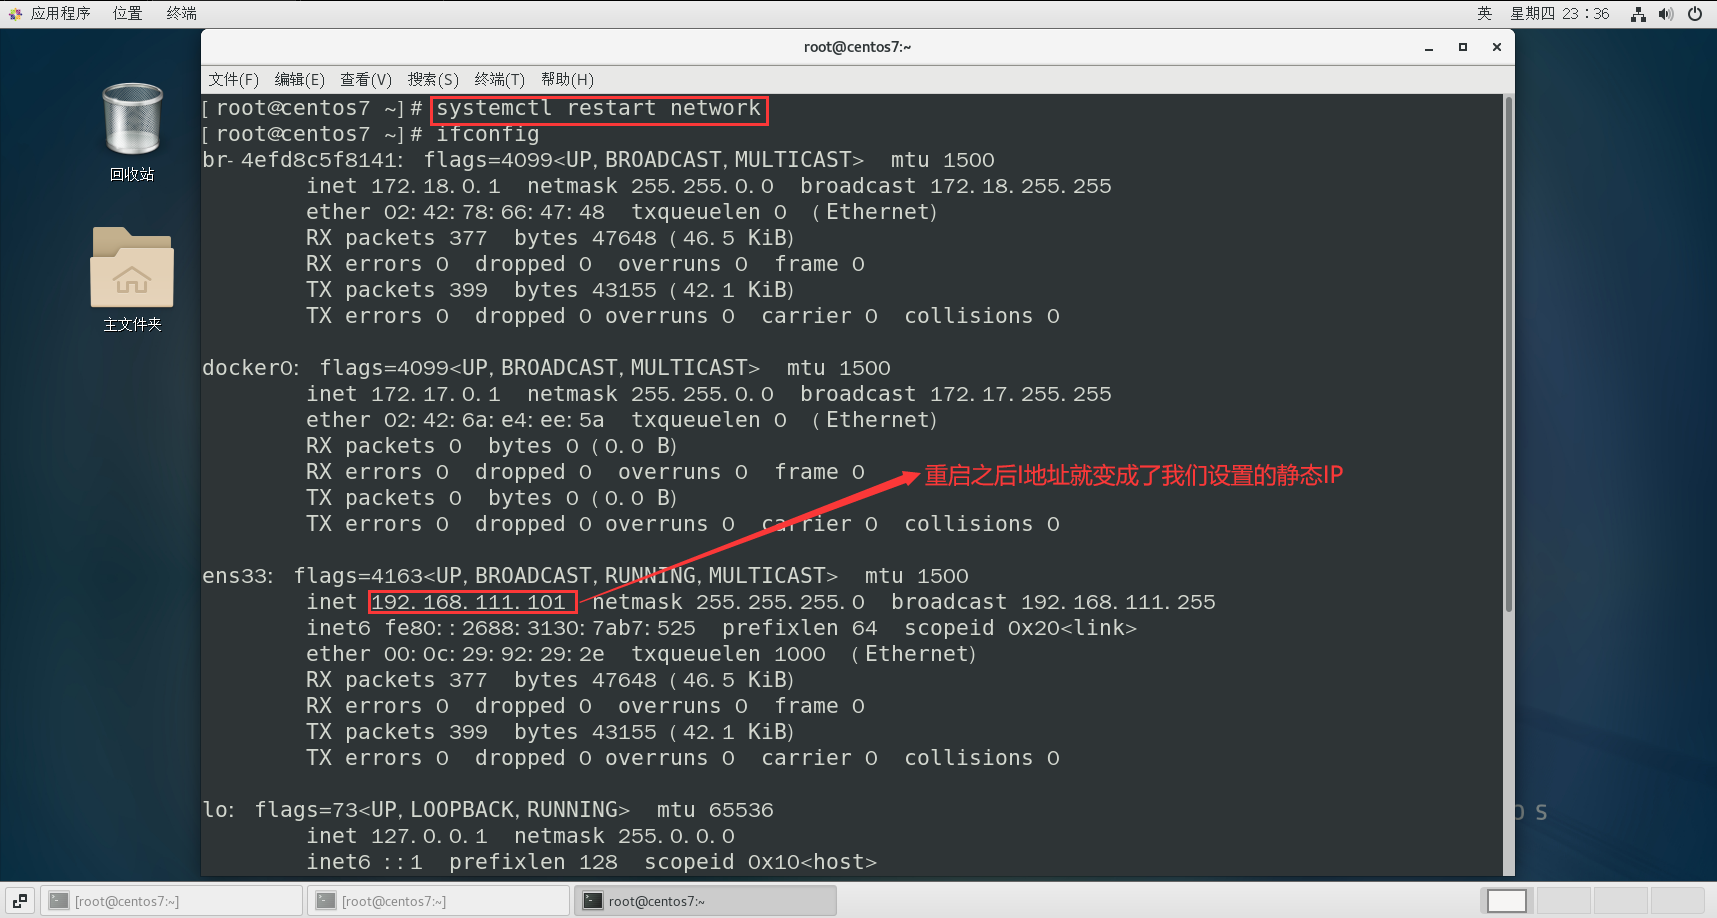 应用程序 位置 终端 英 星期四 23：36
root@centos7:~
文件(F) 编辑(E) 查看(V) 搜索(S) 终端(T) 帮助(H)
[root@centos7 ~]# systemctl restart network
[root@centos7 ~]# ifconfig
br-4efd8c5f8141: flags=4099<UP,BROADCAST,MULTICAST>  mtu 1500
inet 172.18.0.1  netmask 255.255.0.0  broadcast 172.18.255.255
ether 02:42:78:66:47:48  txqueuelen 0  (Ethernet)
RX packets 377  bytes 47648 (46.5 KiB)
RX errors 0  dropped 0  overruns 0  frame 0
TX packets 399  bytes 43155 (42.1 KiB)
TX errors 0  dropped 0 overruns 0  carrier 0  collisions 0
docker0: flags=4099<UP,BROADCAST,MULTICAST>  mtu 1500
inet 172.17.0.1  netmask 255.255.0.0  broadcast 172.17.255.255
ether 02:42:6a:e4:ee:5a  txqueuelen 0  (Ethernet)
RX packets 0  bytes 0 (0.0 B)
RX errors 0  dropped 0  overruns 0  frame 0
重启之后I地址就变成了我们设置的静态IP
TX packets 0  bytes 0 (0.0 B)
TX errors 0  dropped 0 overruns 0  carrier 0  collisions 0
ens33: flags=4163<UP,BROADCAST,RUNNING,MULTICAST>  mtu 1500
inet 192.168.111.101  netmask 255.255.255.0  broadcast 192.168.111.255
inet6 fe80::2688:3130:7ab7:525  prefixlen 64  scopeid 0x20<link>
ether 00:0c:29:92:29:2e  txqueuelen 1000  (Ethernet)
RX packets 377  bytes 47648 (46.5 KiB)
RX errors 0  dropped 0  overruns 0  frame 0
TX packets 399  bytes 43155 (42.1 KiB)
TX errors 0  dropped 0 overruns 0  carrier 0  collisions 0
lo: flags=73<UP,LOOPBACK,RUNNING>  mtu 65536
inet 127.0.0.1  netmask 255.0.0.0
inet6 ::1  prefixlen 128  scopeid 0x10<host>
回收站
主文件夹
OS
[root@centos7:~] [root@centos7:~] root@centos7:~